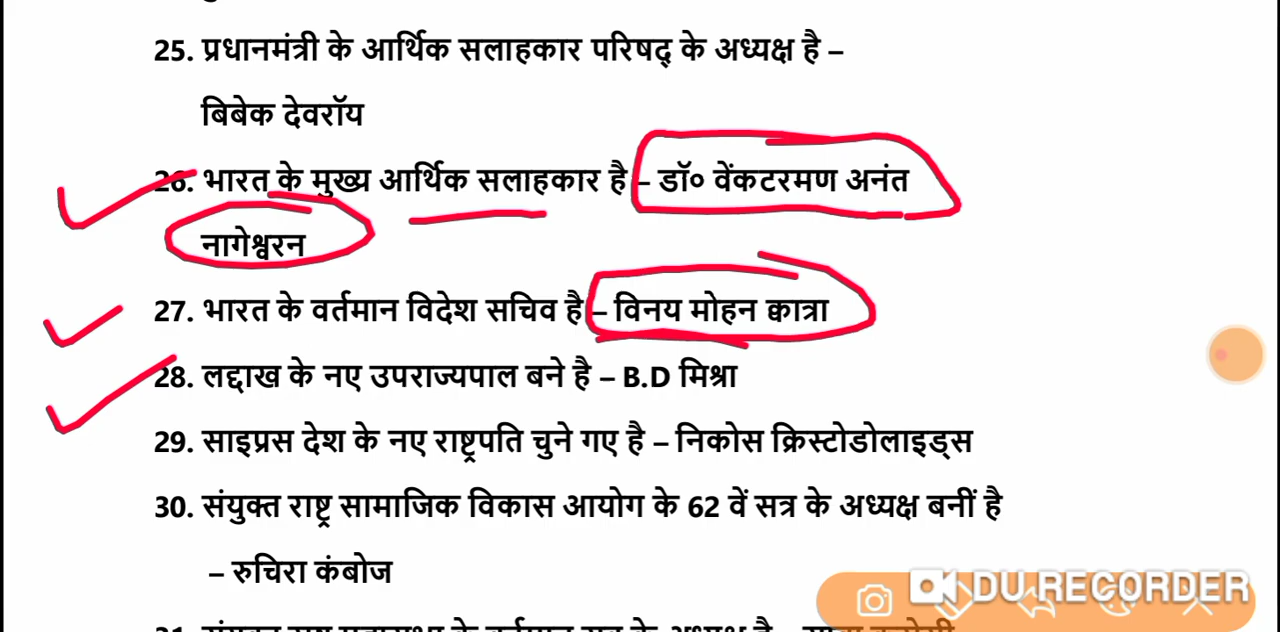 25. प्रधानमंत्री के आर्थिक सलाहकार परिषद् के अध्यक्ष है –
बिबेक देवरॉय
26. भारत के मुख्य आर्थिक सलाहकार है – डॉ० वेंकटरमण अनंत
नागेश्वरन
27. भारत के वर्तमान विदेश सचिव है – विनय मोहन क्वात्रा
28. लद्दाख के नए उपराज्यपाल बने है – B.D मिश्रा
29. साइप्रस देश के नए राष्ट्रपति चुने गए है – निकोस क्रिस्टोडोलाइड्स
30. संयुक्त राष्ट्र सामाजिक विकास आयोग के 62 वें सत्र के अध्यक्ष बनीं है
– रुचिरा कंबोज
DU RECORDER